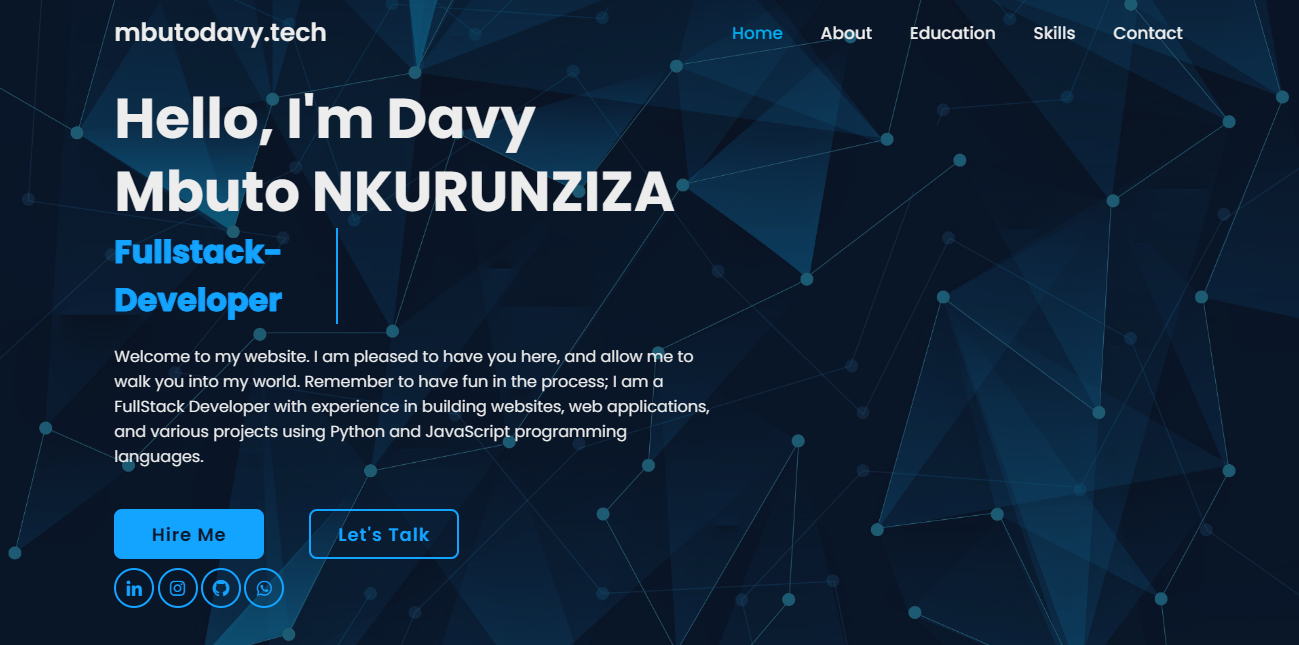 mbutodavy.tech
Home About Education Skills Contact
Hello, I'm Davy
Mbuto NKURUNZIZA
Fullstack-
Developer
Welcome to my website. I am pleased to have you here, and allow me to
walk you into my world. Remember to have fun in the process; I am a
FullStack Developer with experience in building websites, web applications,
and various projects using Python and JavaScript programming
languages.
Hire Me
Let's Talk
in